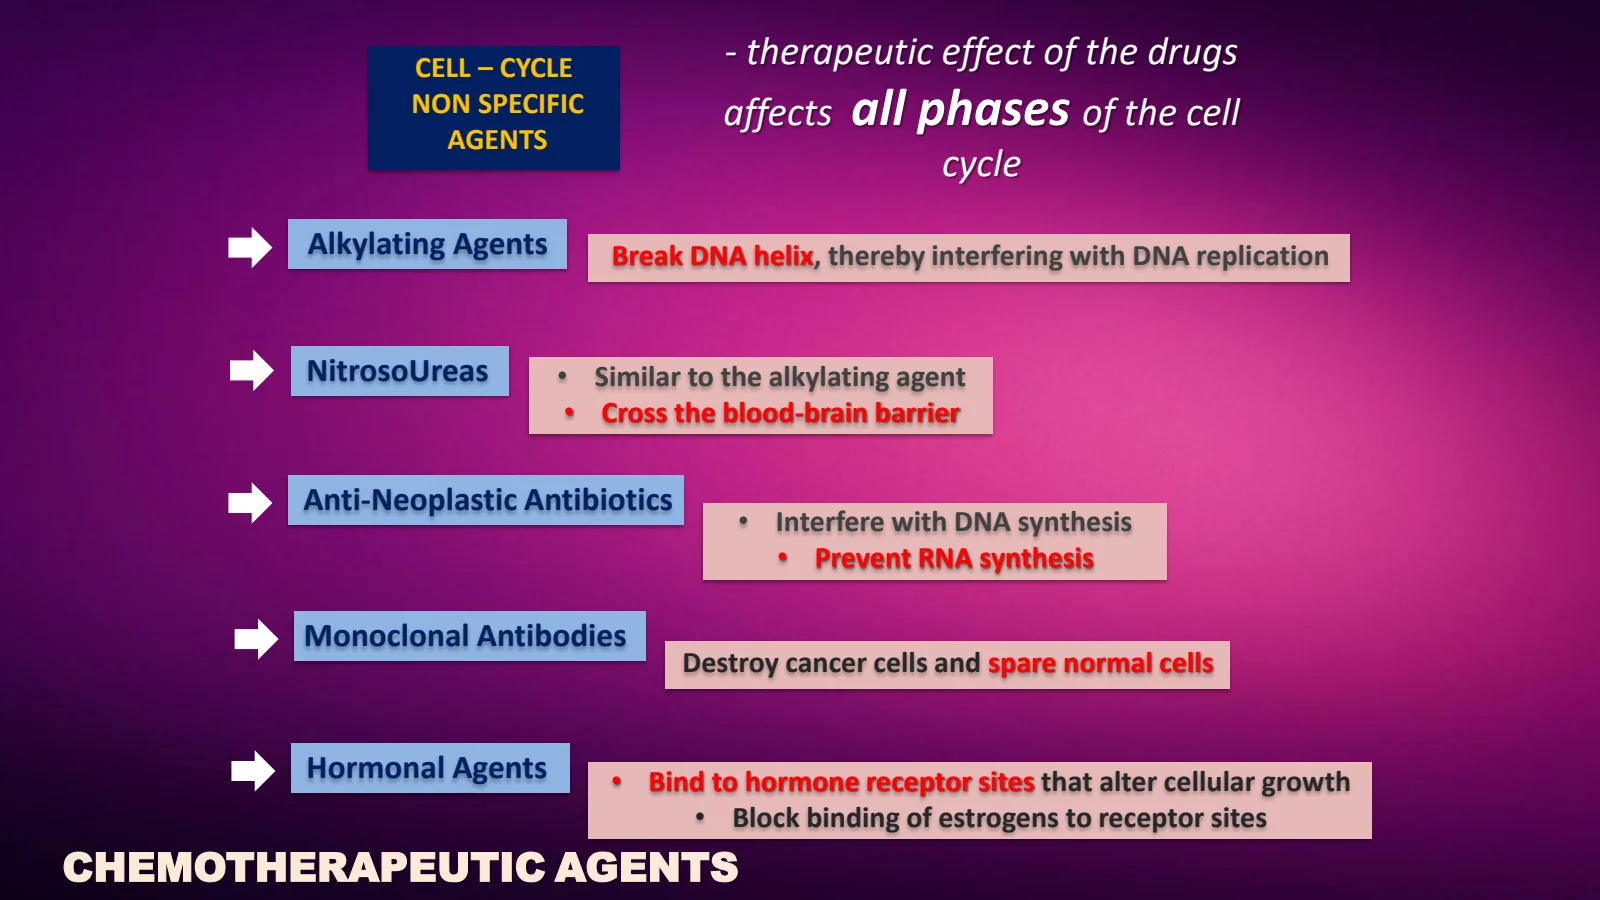 CELL – CYCLE
NON SPECIFIC
AGENTS
- therapeutic effect of the drugs
affects all phases of the cell
cycle
Alkylating Agents
Break DNA helix, thereby interfering with DNA replication
NitrosoUreas
• Similar to the alkylating agent
• Cross the blood-brain barrier
Anti-Neoplastic Antibiotics
• Interfere with DNA synthesis
• Prevent RNA synthesis
Monoclonal Antibodies
Destroy cancer cells and spare normal cells
Hormonal Agents
• Bind to hormone receptor sites that alter cellular growth
• Block binding of estrogens to receptor sites
CHEMOTHERAPEUTIC AGENTS